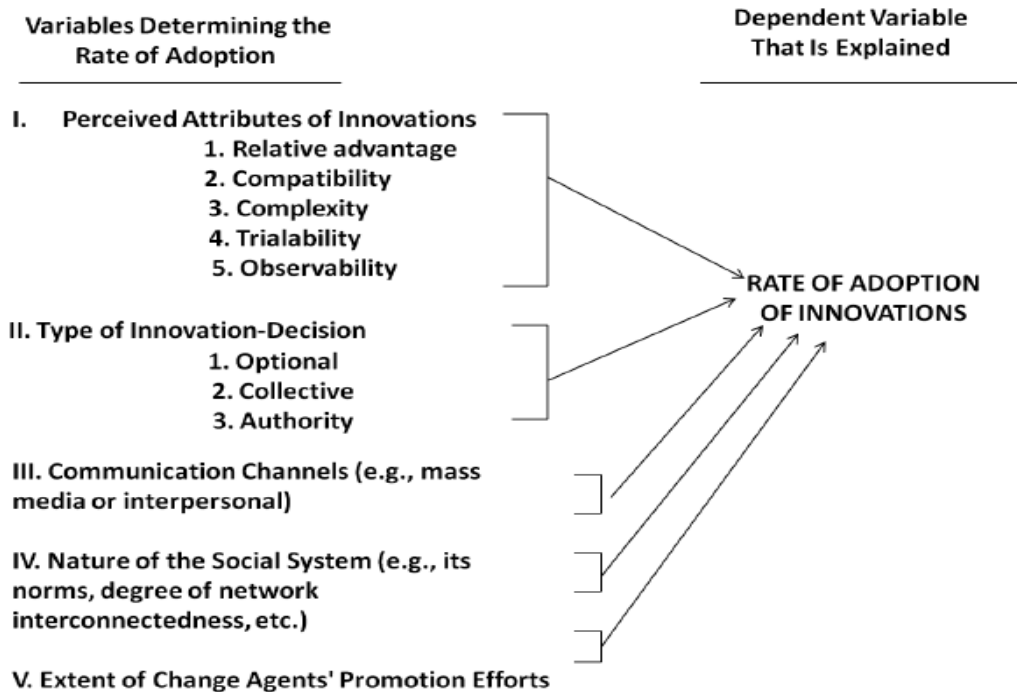 Variables Determining the
Rate of Adoption
Dependent Variable
That Is Explained
I. Perceived Attributes of Innovations
1. Relative advantage
2. Compatibility
3. Complexity
4. Trialability
5. Observability
RATE OF ADOPTION
OF INNOVATIONS
II. Type of Innovation-Decision
1. Optional
2. Collective
3. Authority
III. Communication Channels (e.g., mass
media or interpersonal)
IV. Nature of the Social System (e.g., its
norms, degree of network
interconnectedness, etc.)
V. Extent of Change Agents' Promotion Efforts